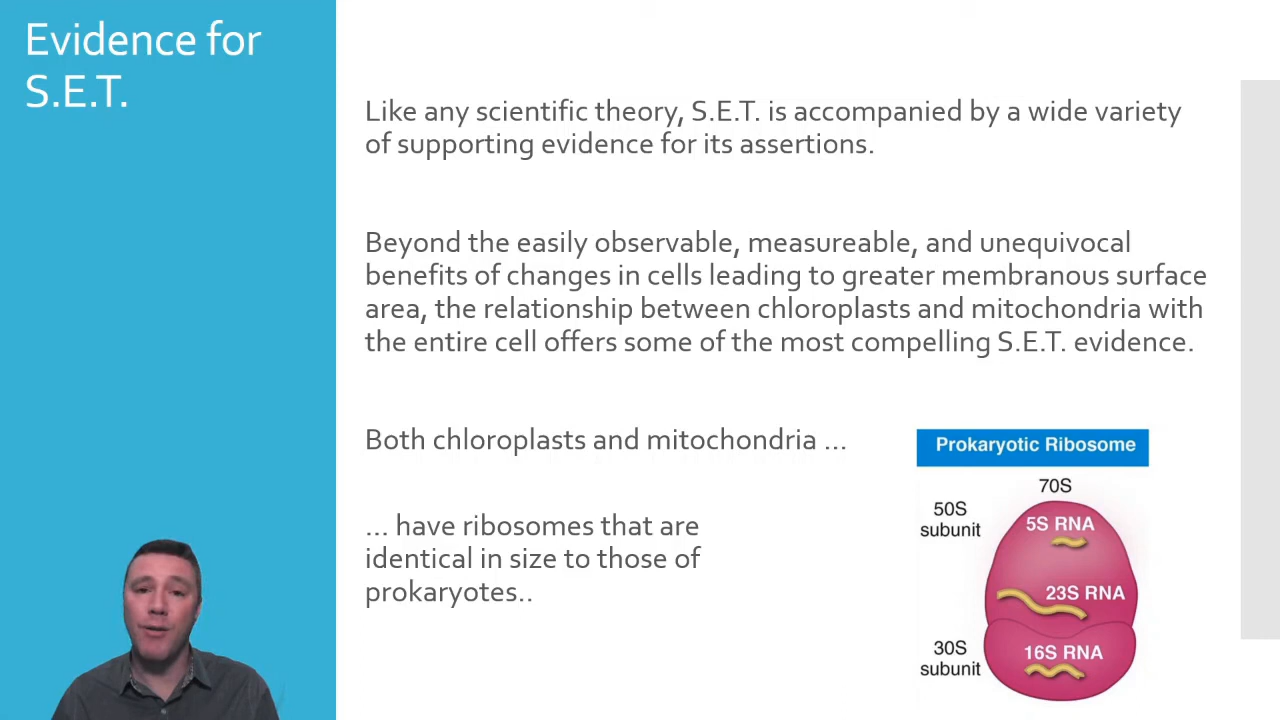 Evidence for
S.E.T.
Like any scientific theory, S.E.T. is accompanied by a wide variety
of supporting evidence for its assertions.
Beyond the easily observable, measureable, and unequivocal
benefits of changes in cells leading to greater membranous surface
area, the relationship between chloroplasts and mitochondria with
the entire cell offers some of the most compelling S.E.T. evidence.
Both chloroplasts and mitochondria ...
... have ribosomes that are
identical in size to those of
prokaryotes..
Prokaryotic Ribosome
70S
50S
subunit
5S RNA
23S RNA
30S
subunit
16S RNA